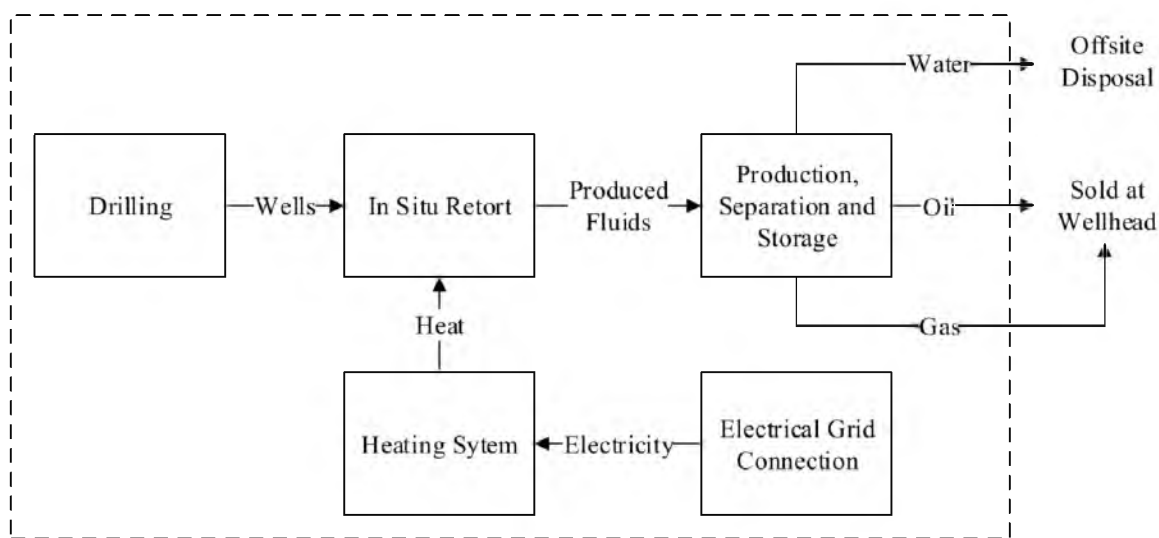 Water
Offsite
Disposal
Drilling
Wells
In Situ Retort
Produced
Fluids
Production,
Separation and
Storage
Oil
Sold at
Wellhead
Heat
Gas
Heating Sytem
Electricity
Electrical Grid
Connection